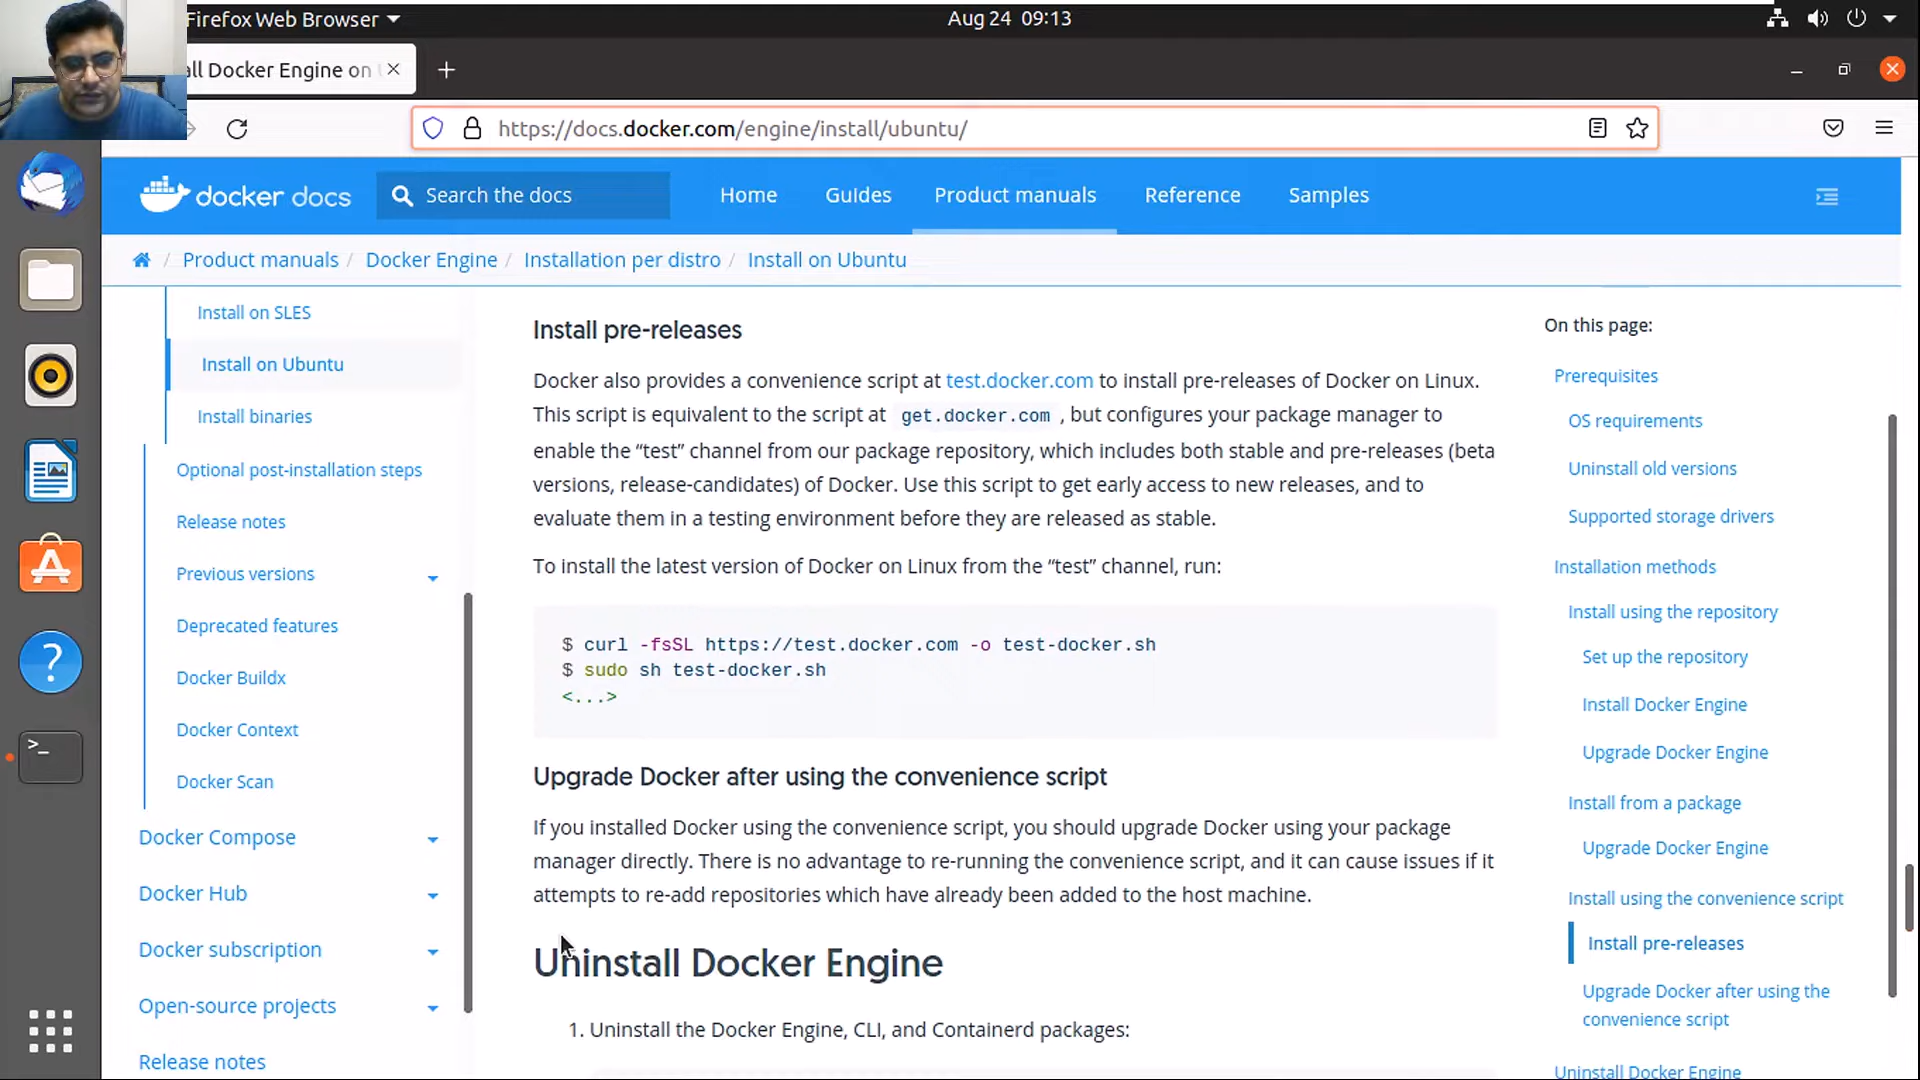 Firefox Web Browser
Aug 24 09:13
all Docker Engine on
https://docs.docker.com/engine/install/ubuntu/
docker docs
Search the docs
Home
Guides
Product manuals
Reference
Samples
Product manuals / Docker Engine / Installation per distro / Install on Ubuntu
Install on SLES
Install on Ubuntu
Install binaries
Optional post-installation steps
Release notes
Previous versions
Deprecated features
Docker Buildx
Docker Context
Docker Scan
Docker Compose
Docker Hub
Docker subscription
Open-source projects
Release notes
Install pre-releases
Docker also provides a convenience script at test.docker.com to install pre-releases of Docker on Linux.
This script is equivalent to the script at get.docker.com , but configures your package manager to
enable the “test” channel from our package repository, which includes both stable and pre-releases (beta
versions, release-candidates) of Docker. Use this script to get early access to new releases, and to
evaluate them in a testing environment before they are released as stable.
To install the latest version of Docker on Linux from the “test” channel, run:
$ curl -fsSL https://test.docker.com -o test-docker.sh
$ sudo sh test-docker.sh
<...>
Upgrade Docker after using the convenience script
If you installed Docker using the convenience script, you should upgrade Docker using your package
manager directly. There is no advantage to re-running the convenience script, and it can cause issues if it
attempts to re-add repositories which have already been added to the host machine.
Uninstall Docker Engine
1. Uninstall the Docker Engine, CLI, and Containerd packages:
On this page:
Prerequisites
OS requirements
Uninstall old versions
Supported storage drivers
Installation methods
Install using the repository
Set up the repository
Install Docker Engine
Upgrade Docker Engine
Install from a package
Upgrade Docker Engine
Install using the convenience script
Install pre-releases
Upgrade Docker after using the
convenience script
Uninstall Docker Engine